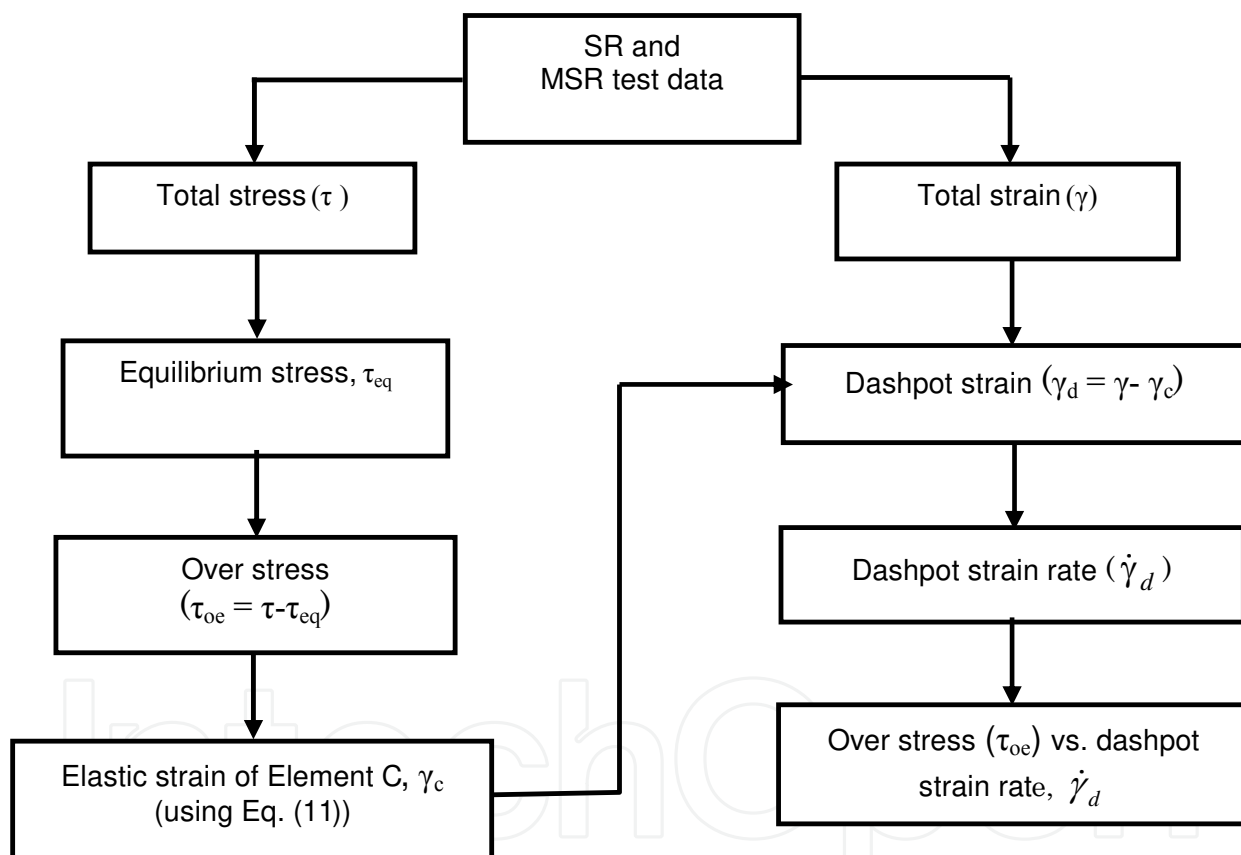 SR and
MSR test data
Total stress (τ )
Total strain (γ)
Equilibrium stress, τeq
Dashpot strain (γd = γ- γc)
Over stress
(τoe = τ-τeq)
Dashpot strain rate ( γ̇d )
Elastic strain of Element C, γc
(using Eq. (11))
Over stress (τoe) vs. dashpot
strain rate, γ̇d
IntechOpen